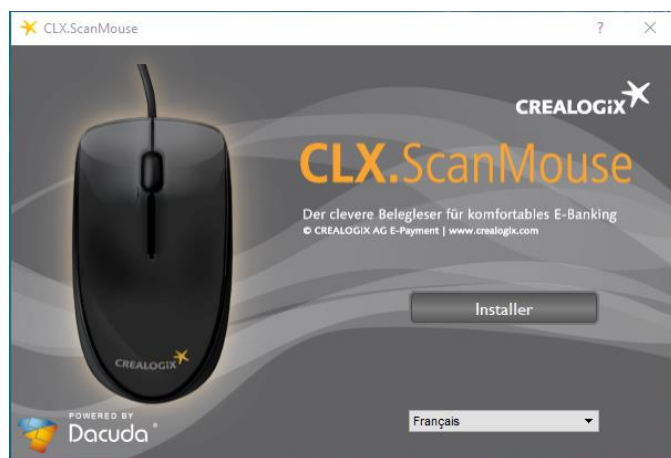 CLX.ScanMouse
CREALOGIX
CLX.ScanMouse
Der clevere Belegleser für komfortables E-Banking
© CREALOGIX AG E-Payment | www.crealogix.com
Installer
CREALOGIX
POWERED BY
Dacuda
Français